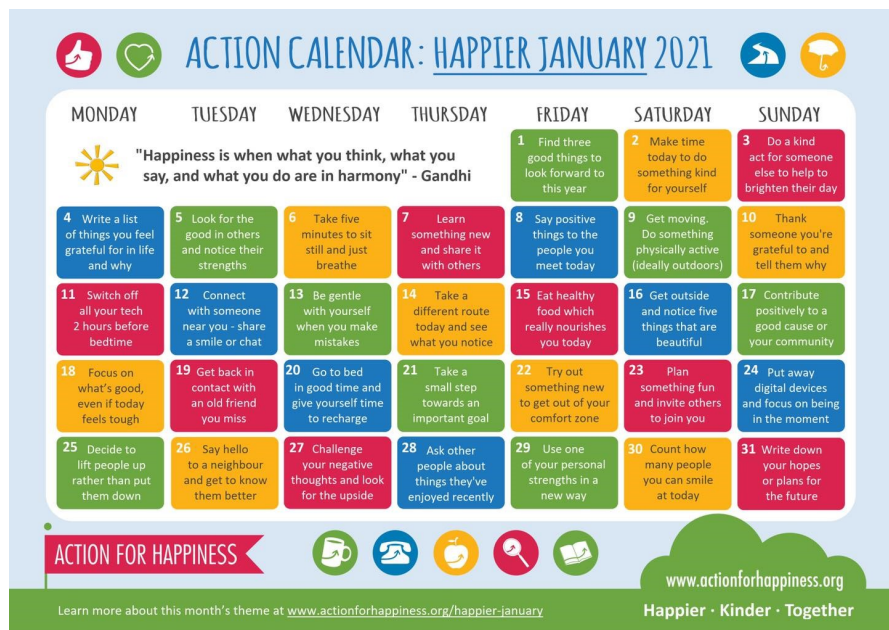 ACTION CALENDAR: HAPPIER JANUARY 2021
MONDAY TUESDAY WEDNESDAY THURSDAY FRIDAY SATURDAY SUNDAY
"Happiness is when what you think, what you
say, and what you do are in harmony" - Gandhi
1 Find three
good things to
look forward to
this year
2 Make time
today to do
something kind
for yourself
3 Do a kind
act for someone
else to help to
brighten their day
4 Write a list
of things you feel
grateful for in life
and why
5 Look for the
good in others
and notice their
strengths
6 Take five
minutes to sit
still and just
breathe
7 Learn
something new
and share it
with others
8 Say positive
things to the
people you
meet today
9 Get moving.
Do something
physically active
(ideally outdoors)
10 Thank
someone you're
grateful to and
tell them why
11 Switch off
all your tech
2 hours before
bedtime
12 Connect
with someone
near you - share
a smile or chat
13 Be gentle
with yourself
when you make
mistakes
14 Take a
different route
today and see
what you notice
15 Eat healthy
food which
really nourishes
you today
16 Get outside
and notice five
things that are
beautiful
17 Contribute
positively to a
good cause or
your community
18 Focus on
what's good,
even if today
feels tough
19 Get back in
contact with
an old friend
you miss
20 Go to bed
in good time and
give yourself time
to recharge
21 Take a
small step
towards an
important goal
22 Try out
something new
to get out of your
comfort zone
23 Plan
something fun
and invite others
to join you
24 Put away
digital devices
and focus on being
in the moment
25 Decide to
lift people up
rather than put
them down
26 Say hello
to a neighbour
and get to know
them better
27 Challenge
your negative
thoughts and look
for the upside
28 Ask other
people about
things they've
enjoyed recently
29 Use one
of your personal
strengths in a
new way
30 Count how
many people
you can smile
at today
31 Write down
your hopes
or plans for
the future
ACTION FOR HAPPINESS
www.actionforhappiness.org
Learn more about this month's theme at www.actionforhappiness.org/happier-january
Happier · Kinder · Together